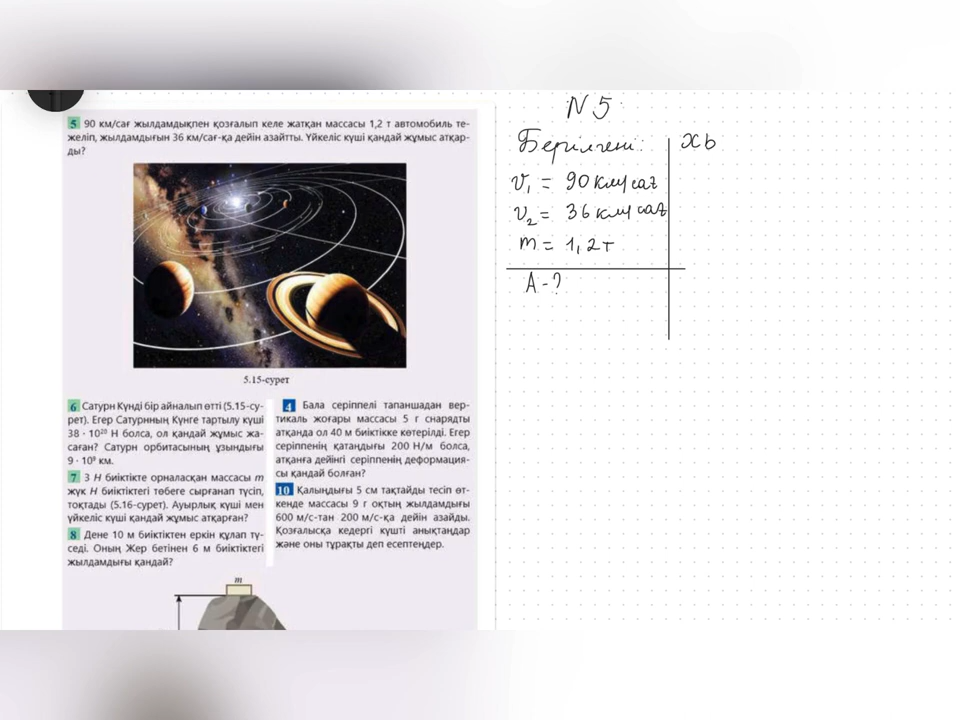 5 90 км/сағ жылдамдықпен қозғалып келе жатқан массасы 1,2 т автомобиль те-
желіп, жылдамдығын 36 км/сағ-қа дейін азайтты. Үйкеліс күші қандай жұмыс атқар-
ды?
5.15-сурет
6 Сатурн Күнді бір айналып өтті (5.15-су-
рет). Егер Сатурнның Күнге тартылу күші
38 · 10²⁰ Н болса, ол қандай жұмыс жа-
саған? Сатурн орбитасының ұзындығы
9 · 10⁹ км.
7 3 H биіктікте орналасқан массасы m
жүк H биіктіктегі төбеге сырғанап түсіп,
тоқтады (5.16-сурет). Ауырлық күші мен
үйкеліс күші қандай жұмыс атқарған?
8 Дене 10 м биіктіктен еркін құлап тү-
седі. Оның Жер бетінен 6 м биіктіктегі
жылдамдығы қандай?
m
4 Бала серіппелі тапаншадан вер-
тикаль жоғары массасы 5 г снарядты
атқанда ол 40 м биіктікке көтерілді. Егер
серіппенің қатаңдығы 200 Н/м болса,
атқанға дейінгі серіппенің деформация-
сы қандай болған?
10 Қалыңдығы 5 см тақтайды тесіп өт-
кенде массасы 9 г оқтың жылдамдығы
600 м/с-тан 200 м/с-қа дейін азайды.
Қозғалысқа кедергі күшті анықтаңдар
және оны тұрақты деп есептеңдер.
N 5
Берілгені: ХБ
v₁ = 90 км/сағ
v₂ = 36 км/сағ
m = 1,2 т
A - ?